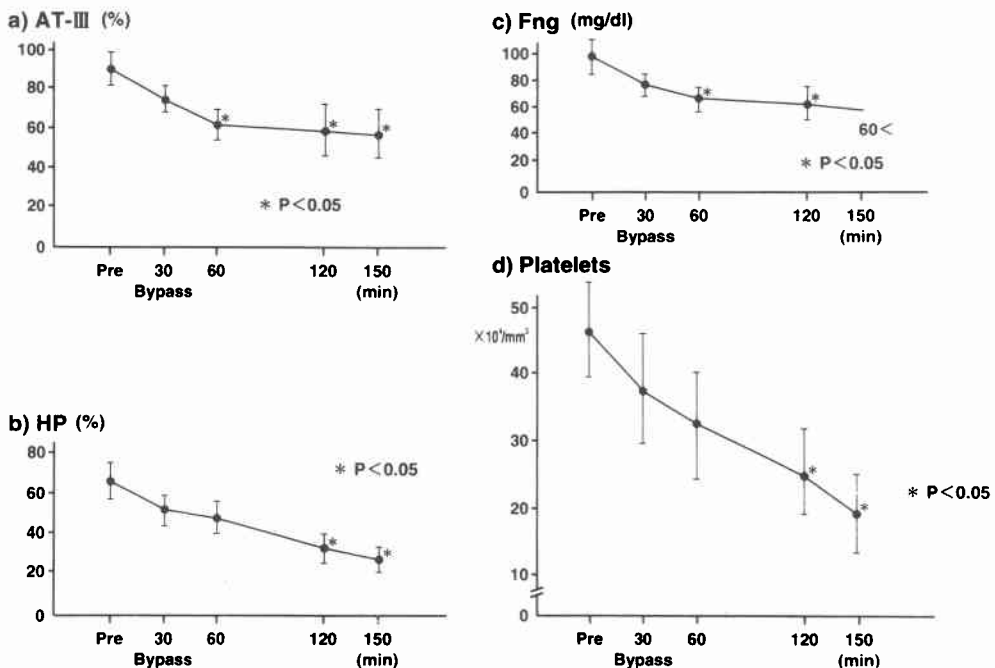 a) AT-Ⅲ (%)
100
80
60
40
20
0
* * *
* P<0.05
Pre 30 60 120 150
Bypass (min)
b) HP (%)
80
60
40
20
0
* *
* P<0.05
Pre 30 60 120 150
Bypass (min)
c) Fng (mg/dl)
100
80
60
40
20
0
* *
60<
* P<0.05
Pre 30 60 120 150
Bypass (min)
d) Platelets
×10⁴/mm³
50
40
30
20
10
0
* *
* P<0.05
Pre 30 60 120 150
Bypass (min)